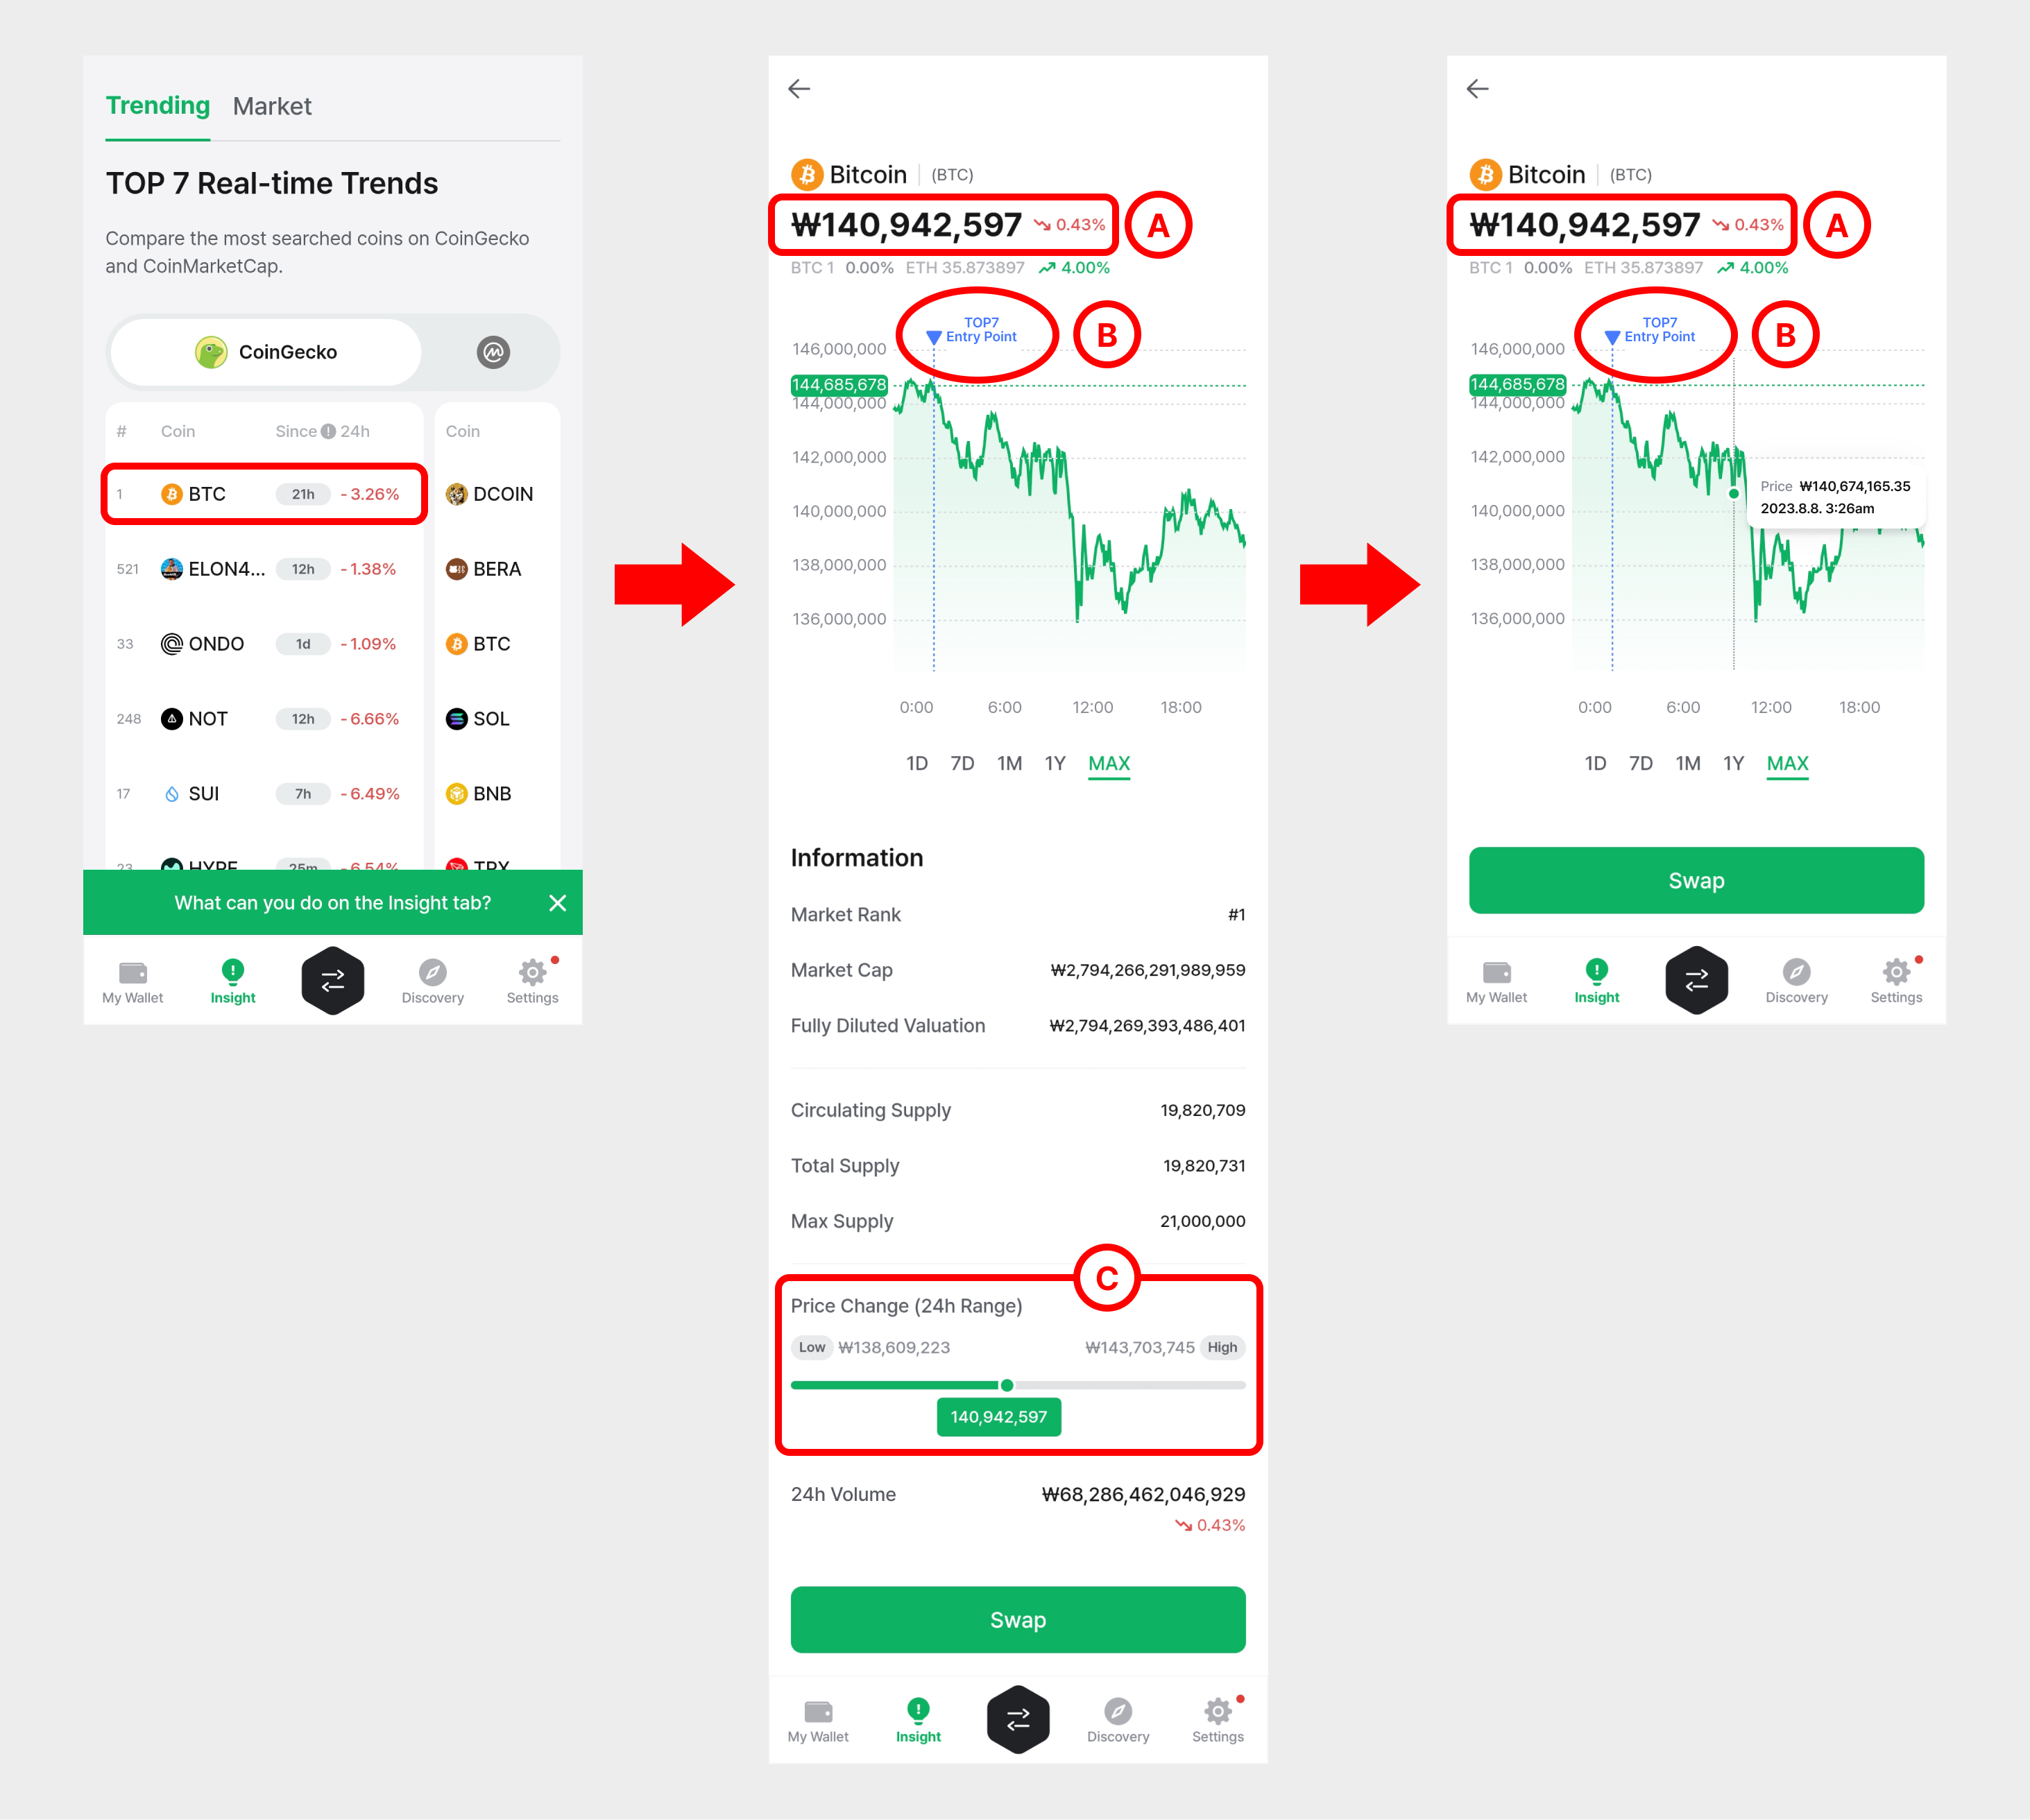 Trending Market
TOP 7 Real-time Trends
Compare the most searched coins on CoinGecko
and CoinMarketCap.
CoinGecko
# Coin Since 24h Coin
1 BTC 21h - 3.26% DCOIN
521 ELON4... 12h - 1.38% BERA
33 ONDO 1d - 1.09% BTC
248 NOT 12h - 6.66% SOL
17 SUI 7h - 6.49% BNB
23 HYPE 25m - 6.54% TRX
What can you do on the Insight tab?
My Wallet Insight Discovery Settings
Bitcoin (BTC)
₩140,942,597 0.43% A
BTC 1 0.00% ETH 35.873897 4.00%
TOP7
Entry Point
B
146,000,000
144,685,678
144,000,000
142,000,000
140,000,000
138,000,000
136,000,000
0:00 6:00 12:00 18:00
1D 7D 1M 1Y MAX
Information
Market Rank #1
Market Cap ₩2,794,266,291,989,959
Fully Diluted Valuation ₩2,794,269,393,486,401
Circulating Supply 19,820,709
Total Supply 19,820,731
Max Supply 21,000,000
C
Price Change (24h Range)
Low ₩138,609,223 ₩143,703,745 High
140,942,597
24h Volume ₩68,286,462,046,929
0.43%
Swap
My Wallet Insight Discovery Settings
Bitcoin (BTC)
₩140,942,597 0.43% A
BTC 1 0.00% ETH 35.873897 4.00%
TOP7
Entry Point
B
146,000,000
144,685,678
144,000,000
142,000,000
Price ₩140,674,165.35
2023.8.8. 3:26am
140,000,000
138,000,000
136,000,000
0:00 6:00 12:00 18:00
1D 7D 1M 1Y MAX
Swap
My Wallet Insight Discovery Settings